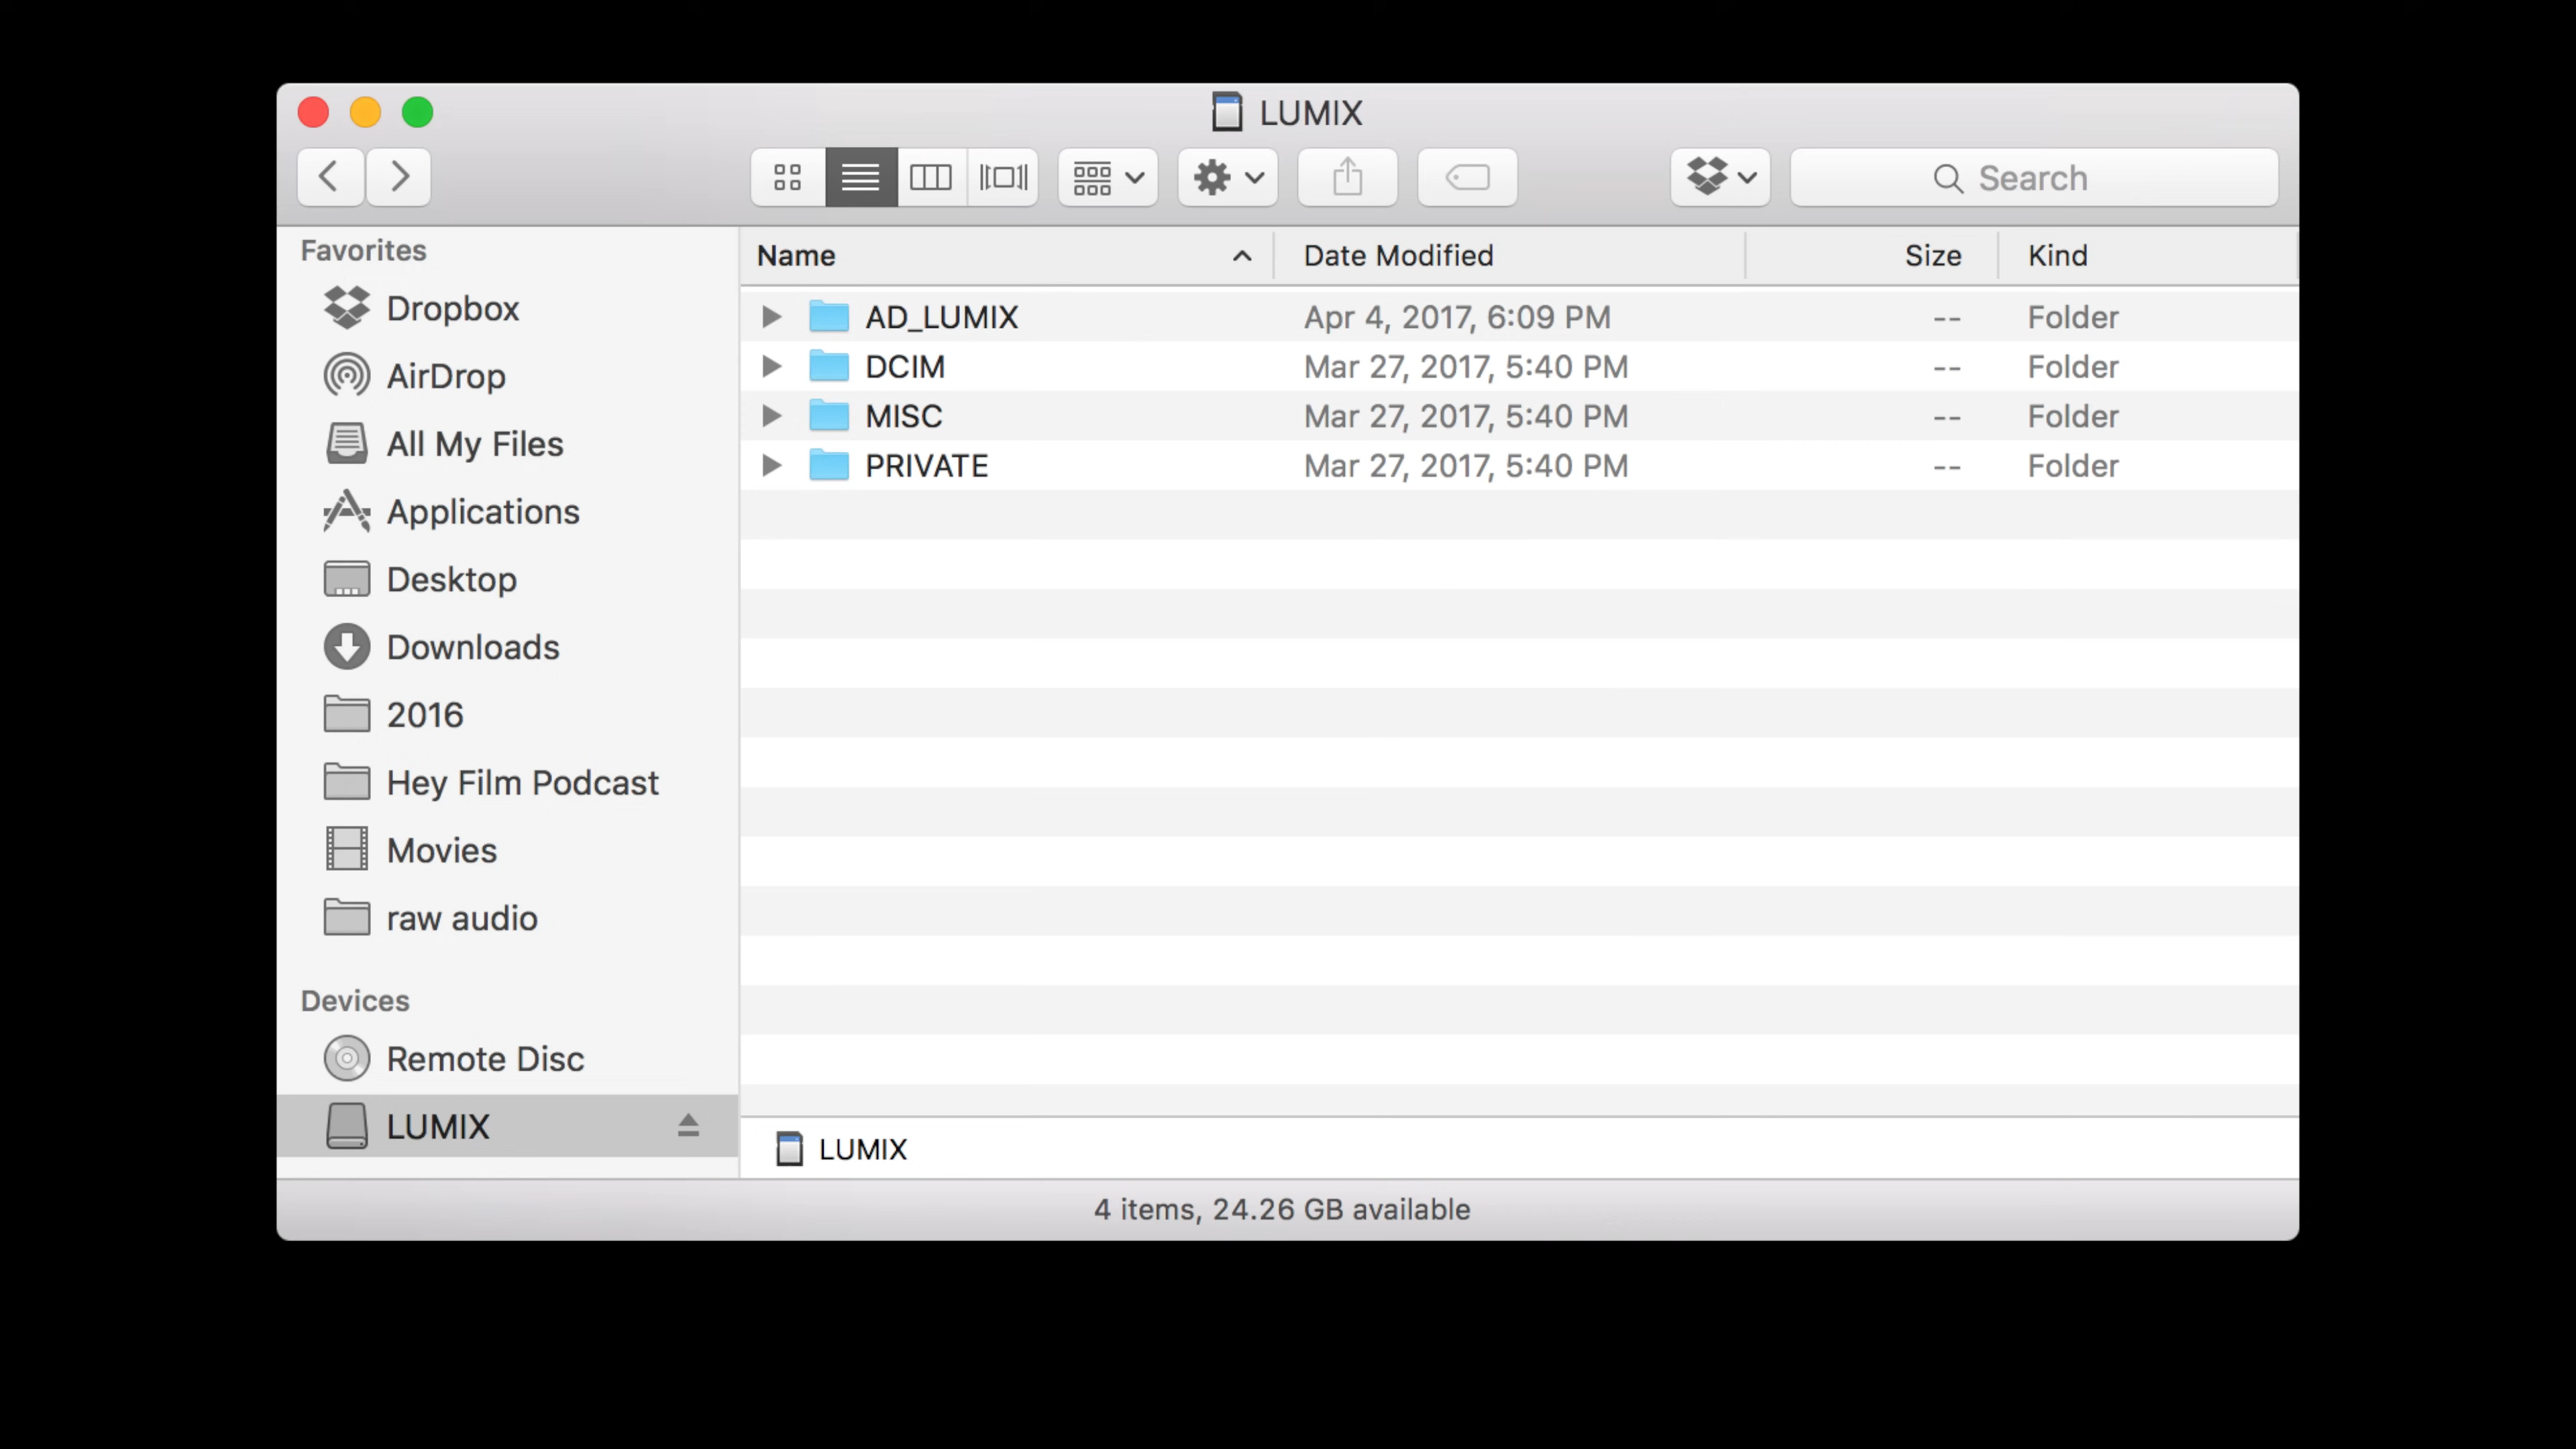 LUMIX
Search
Favorites
Dropbox
AirDrop
All My Files
Applications
Desktop
Downloads
2016
Hey Film Podcast
Movies
raw audio
Devices
Remote Disc
LUMIX
Name Date Modified Size Kind
AD_LUMIX Apr 4, 2017, 6:09 PM -- Folder
DCIM Mar 27, 2017, 5:40 PM -- Folder
MISC Mar 27, 2017, 5:40 PM -- Folder
PRIVATE Mar 27, 2017, 5:40 PM -- Folder
LUMIX
4 items, 24.26 GB available